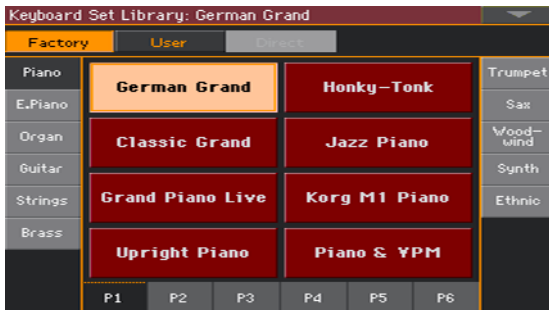 Keyboard Set Library: German Grand
Factory
User
Direct
Piano
E.Piano
Organ
Guitar
Strings
Brass
German Grand
Honky-Tonk
Classic Grand
Jazz Piano
Grand Piano Live
Korg M1 Piano
Upright Piano
Piano & ¥PM
Trumpet
Sax
Wood-
wind
Synth
Ethnic
P1
P2
P3
P4
P5
P6